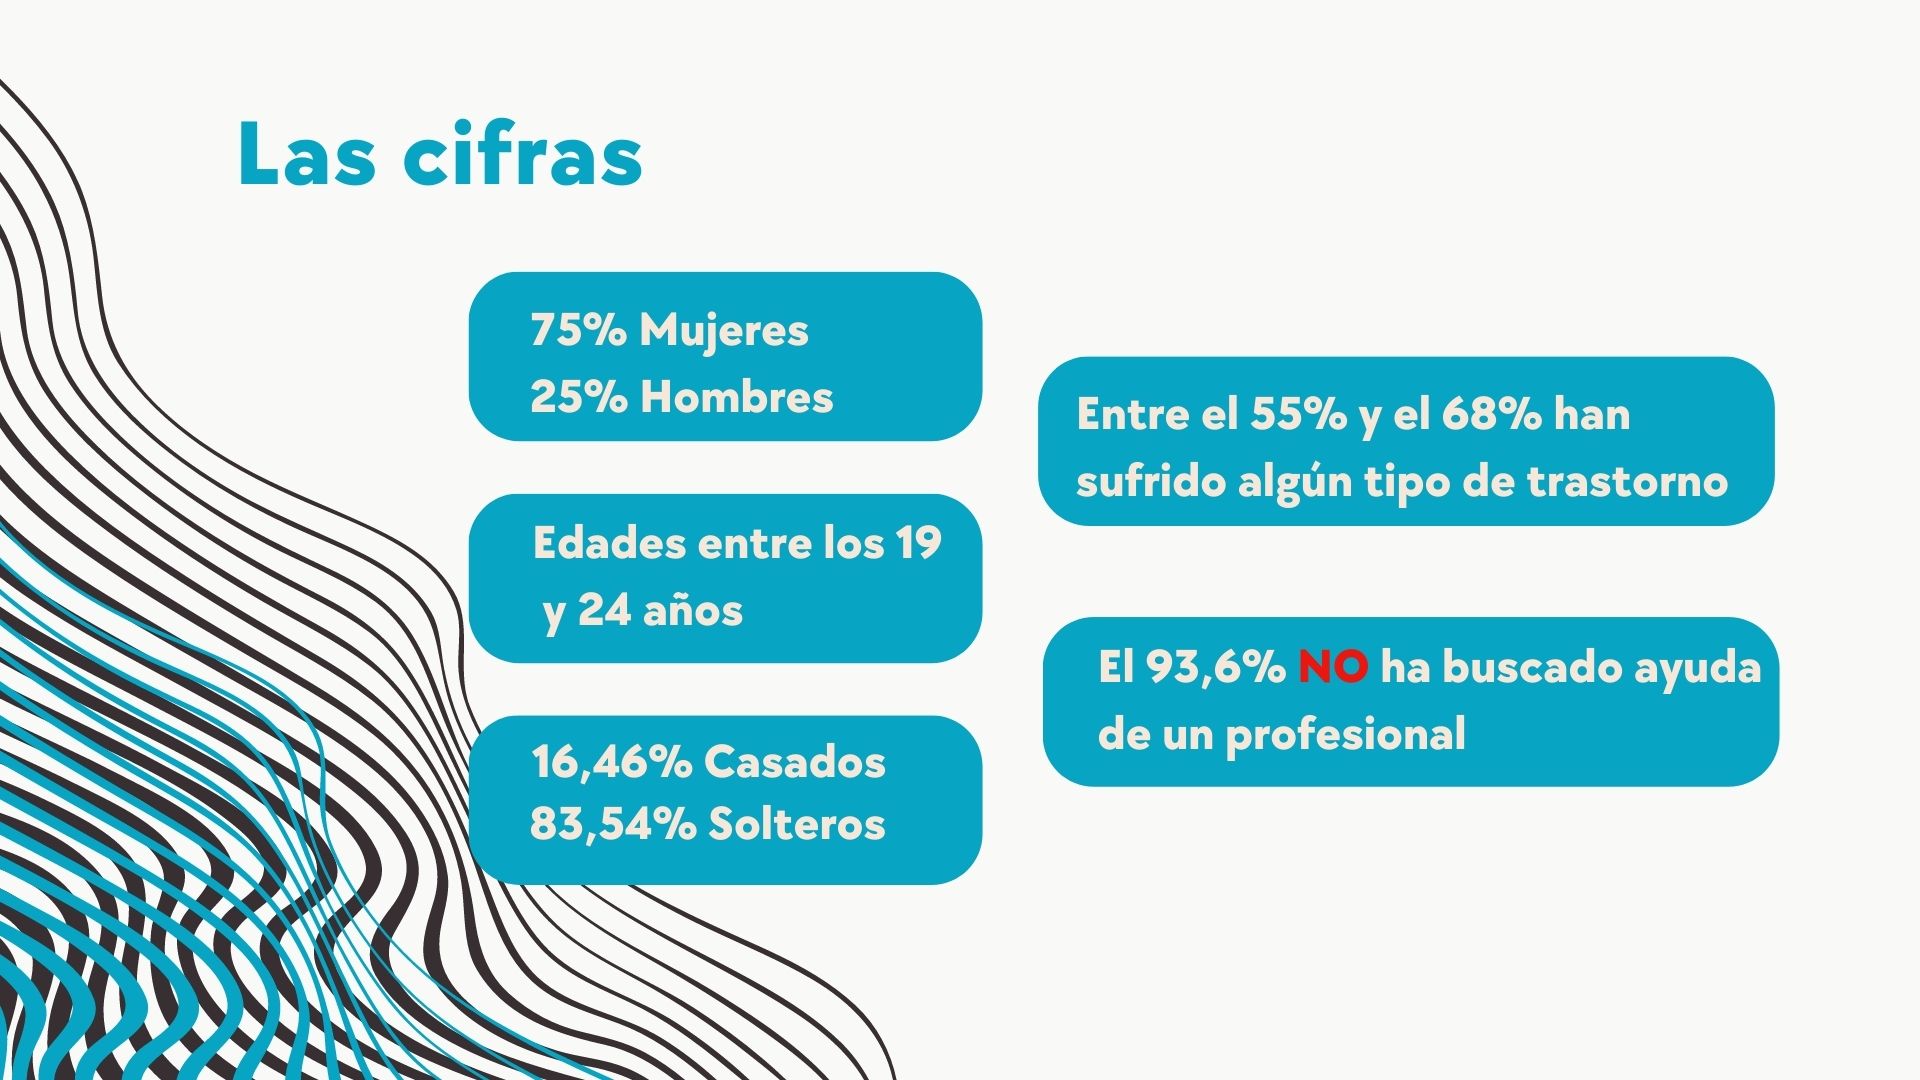 Las cifras
75% Mujeres
25% Hombres
Edades entre los 19
y 24 años
16,46% Casados
83,54% Solteros
Entre el 55% y el 68% han
sufrido algún tipo de trastorno
El 93,6% NO ha buscado ayuda
de un profesional